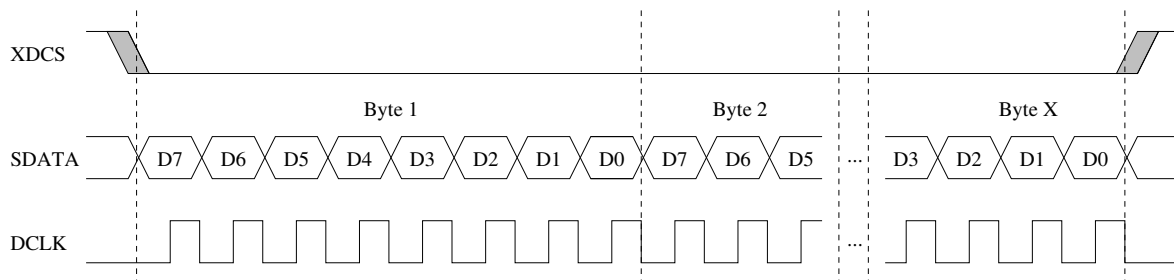 XDCS
Byte 1 Byte 2 Byte X
SDATA D7 D6 D5 D4 D3 D2 D1 D0 D7 D6 D5 ... D3 D2 D1 D0
DCLK ...